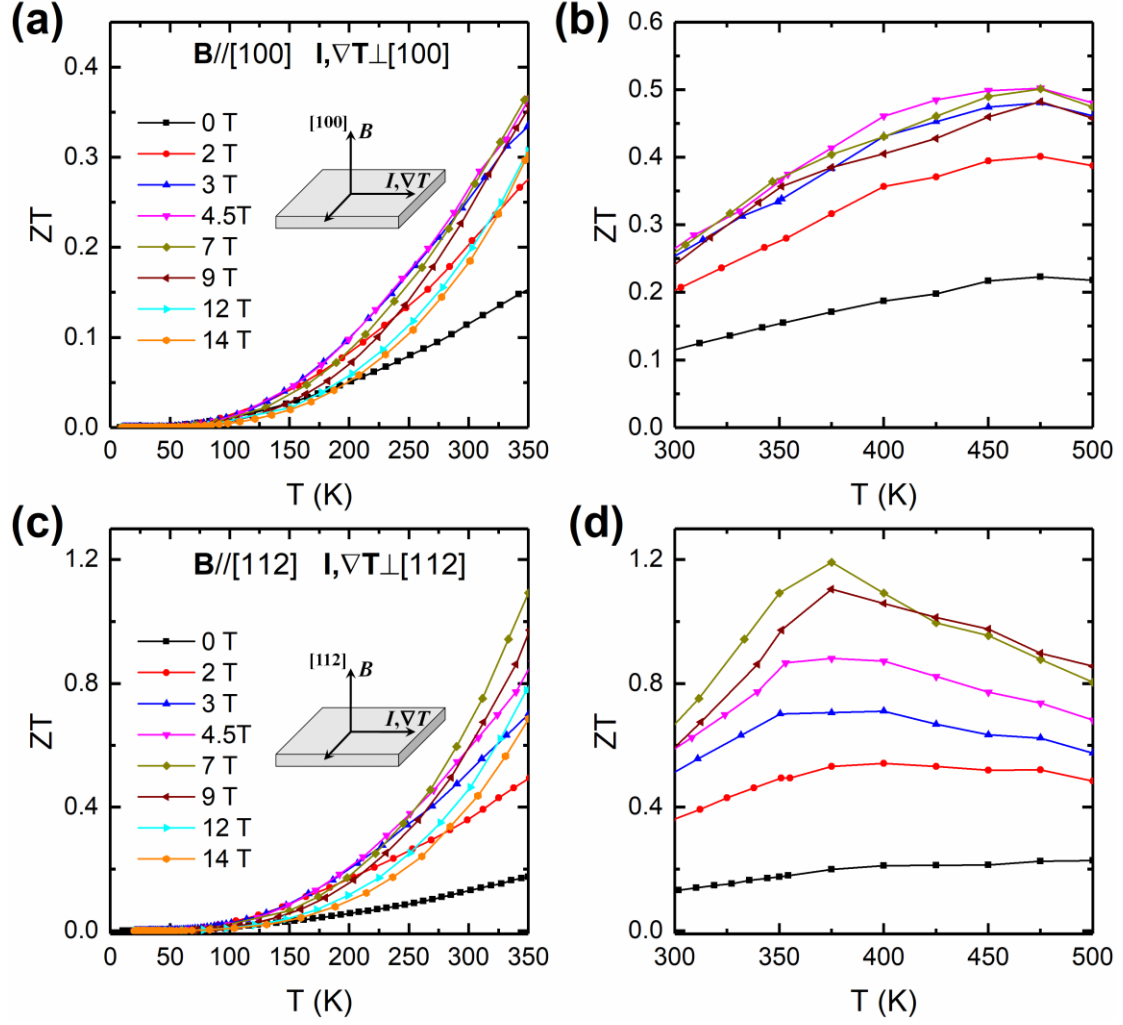 (a)
B//[100] I,∇T⊥[100]
0 T
2 T
3 T
4.5T
7 T
9 T
12 T
14 T
[100]
B
I,∇T
ZT
0.4
0.3
0.2
0.1
0.0
0 50 100 150 200 250 300 350
T (K)
(b)
ZT
0.6
0.5
0.4
0.3
0.2
0.1
0.0
300 350 400 450 500
T (K)
(c)
B//[112] I,∇T⊥[112]
0 T
2 T
3 T
4.5T
7 T
9 T
12 T
14 T
[112]
B
I,∇T
ZT
1.2
0.8
0.4
0.0
0 50 100 150 200 250 300 350
T (K)
(d)
ZT
1.2
0.8
0.4
0.0
300 350 400 450 500
T (K)